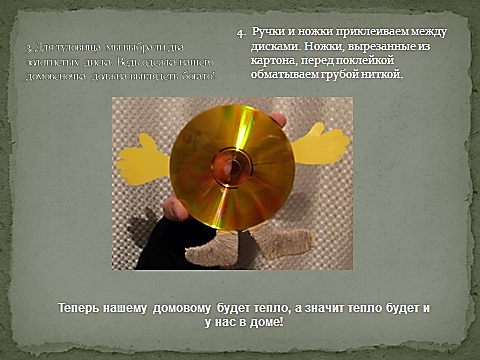 3. Для туловища мы выбрали два
золотистых диска. Ведь одежка нашего
домовеночка должна выглядеть богато!
4. Ручки и ножки приклеиваем между
дисками. Ножки, вырезанные из
картона, перед поклейкой
обматываем грубой ниткой.
Теперь нашему домовому будет тепло, а значит тепло будет и
у нас в доме!